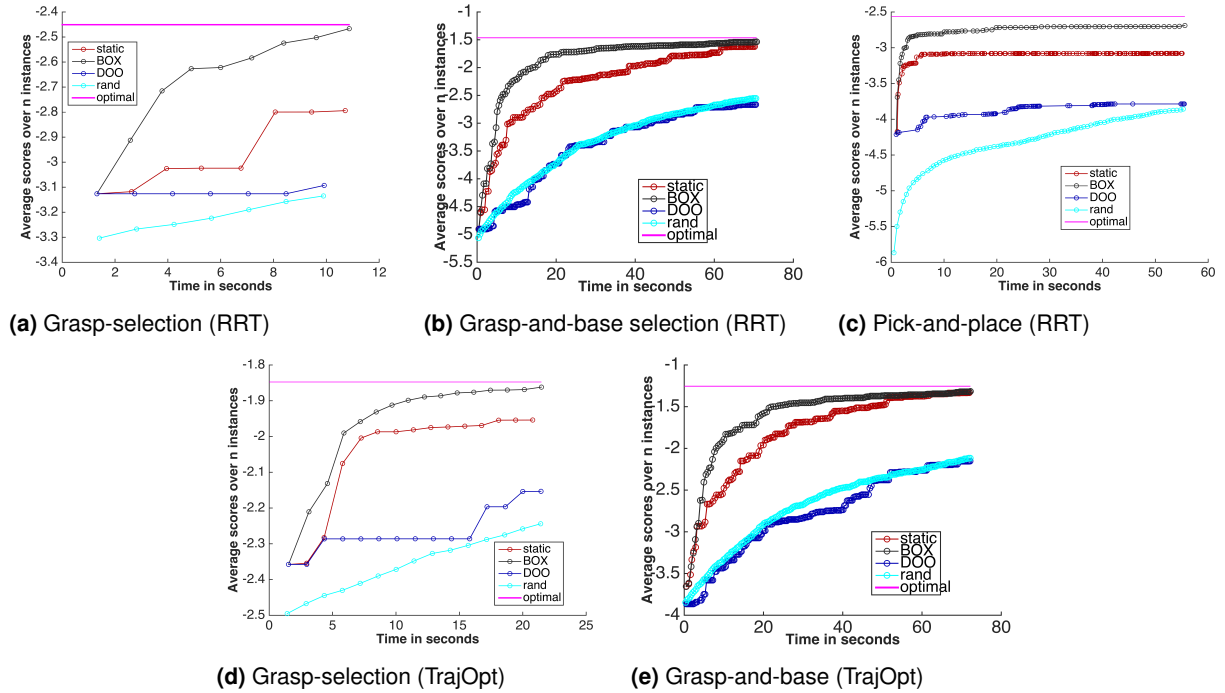 Average scores over n instances
-2.4
-2.5
-2.6
-2.7
-2.8
-2.9
-3
-3.1
-3.2
-3.3
-3.4
static
BOX
DOO
rand
optimal
0 2 4 6 8 10 12
Time in seconds
(a) Grasp-selection (RRT)
Average scores over n instances
-1
-1.5
-2
-2.5
-3
-3.5
-4
-4.5
-5
-5.5
static
BOX
DOO
rand
optimal
0 20 40 60 80
Time in seconds
(b) Grasp-and-base selection (RRT)
Average scores over n instances
-2.5
-3
-3.5
-4
-4.5
-5
-5.5
-6
static
BOX
DOO
rand
optimal
0 10 20 30 40 50 60
Time in seconds
(c) Pick-and-place (RRT)
Average scores over n instances
-1.8
-1.9
-2
-2.1
-2.2
-2.3
-2.4
-2.5
static
BOX
DOO
rand
optimal
0 5 10 15 20 25
Time in seconds
(d) Grasp-selection (TrajOpt)
Average scores over n instances
-1
-1.5
-2
-2.5
-3
-3.5
-4
static
BOX
DOO
rand
optimal
0 20 40 60 80
Time in seconds
(e) Grasp-and-base (TrajOpt)